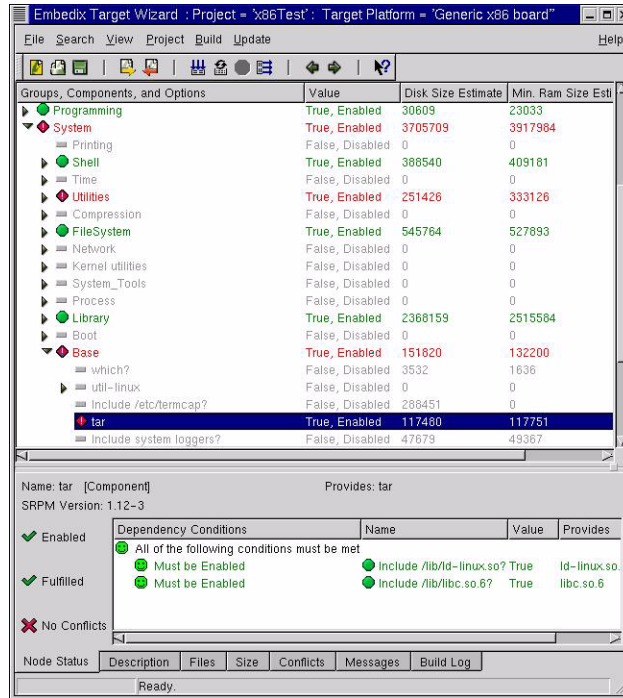 Embedix Target Wizard : Project = 'x86Test' : Target Platform = "Generic x86 board"
File Search View Project Build Update Help
Groups, Components, and Options Value Disk Size Estimate Min. Ram Size Esti
Programming True, Enabled 30609 23033
System True, Enabled 3705709 3917984
Printing False, Disabled 0 0
Shell True, Enabled 388540 409181
Time False, Disabled 0 0
Utilities True, Enabled 251426 333126
Compression False, Disabled 0 0
FileSystem True, Enabled 545764 527893
Network False, Disabled 0 0
Kernel utilities False, Disabled 0 0
System_Tools False, Disabled 0 0
Process False, Disabled 0 0
Library True, Enabled 2368159 2515584
Boot False, Disabled 0 0
Base True, Enabled 151820 132200
which? False, Disabled 3532 1636
util-linux False, Disabled 0 0
Include /etc/termcap? False, Disabled 288451 0
tar True, Enabled 117480 117751
Include system loggers? False, Disabled 47679 49367
Name: tar [Component] Provides: tar
SRPM Version: 1.12-3
Enabled
Fulfilled
No Conflicts
Dependency Conditions Name Value Provides
All of the following conditions must be met
Must be Enabled Include /lib/ld-linux.so? True ld-linux.so.
Must be Enabled Include /lib/libc.so.6? True libc.so.6
Node Status Description Files Size Conflicts Messages Build Log
Ready.